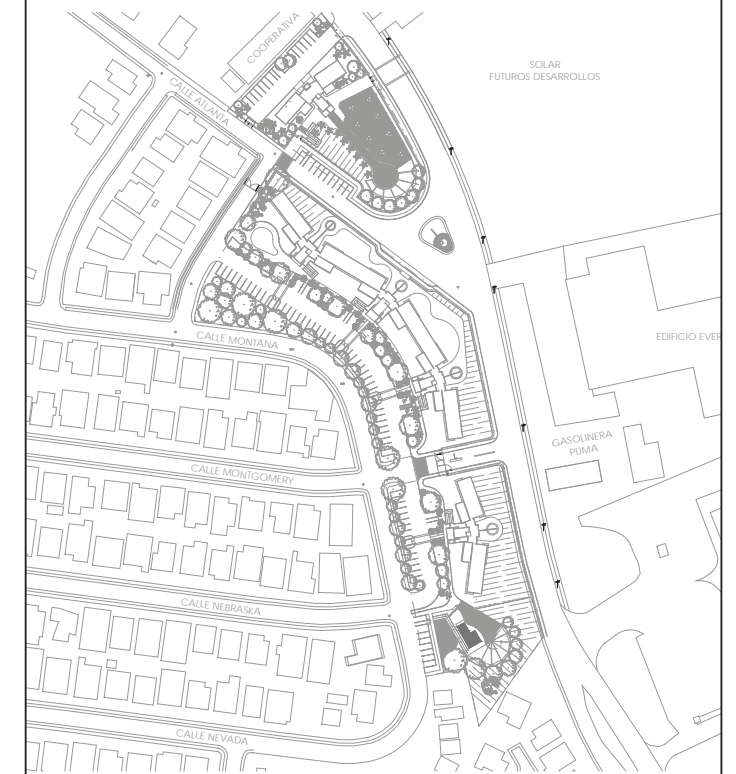 COOPERATIVA
SOLAR
FUTUROS DESARROLLOS
CALLE ATLANTA
CALLE MONTANA
EDIFICIO EVER
GASOLINERA
PUMA
CALLE MONTGOMERY
CALLE NEBRASKA
CALLE NEVADA